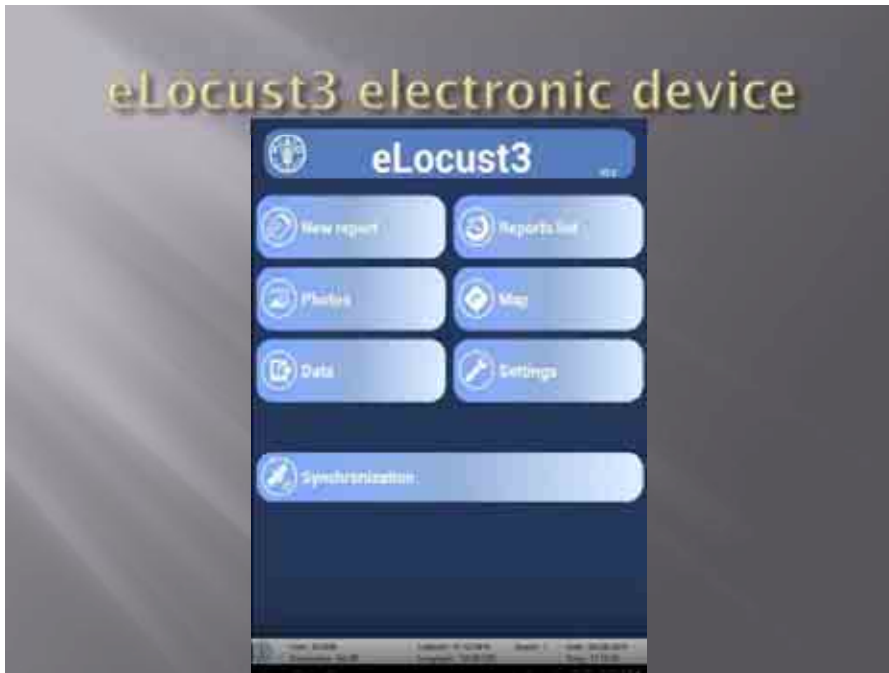 eLocust3 electronic device
eLocust3
New report
Reports list
Photos
Map
Data
Settings
Synchronization